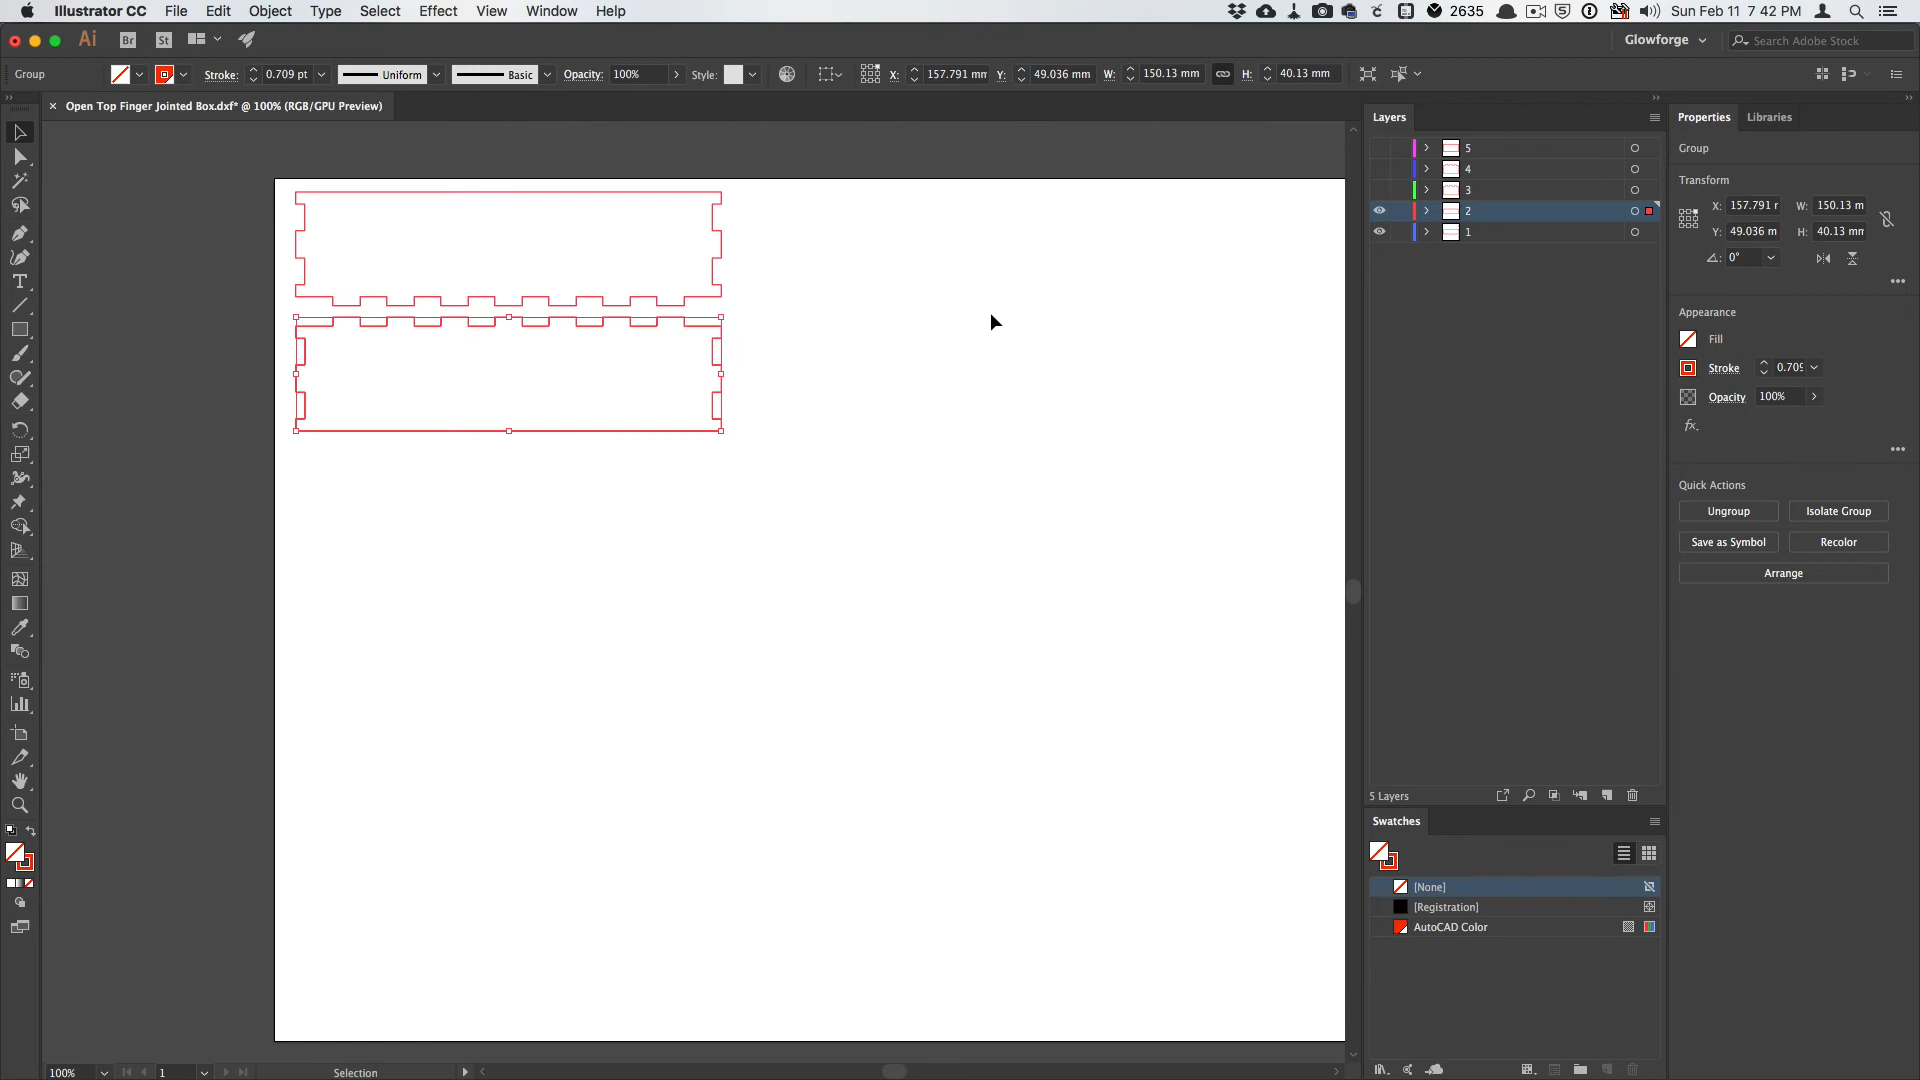 Illustrator CC File Edit Object Type Select Effect View Window Help 2635 Sun Feb 11 7:42 PM
Ai Br St Glowforge Search Adobe Stock
Group Stroke: 0.709 pt Uniform Basic Opacity: 100% Style: X: 157.791 mm Y: 49.036 mm W: 150.13 mm H: 40.13 mm
× Open Top Finger Jointed Box.dxf* @ 100% (RGB/GPU Preview)
Layers
5
4
3
2
1
5 Layers
Swatches
[None]
[Registration]
AutoCAD Color
Properties Libraries
Group
Transform
X: 157.791 r W: 150.13 m
Y: 49.036 m H: 40.13 mm
0°
Appearance
Fill
Stroke 0.709
Opacity 100%
fx.
Quick Actions
Ungroup Isolate Group
Save as Symbol Recolor
Arrange
100% 1 Selection